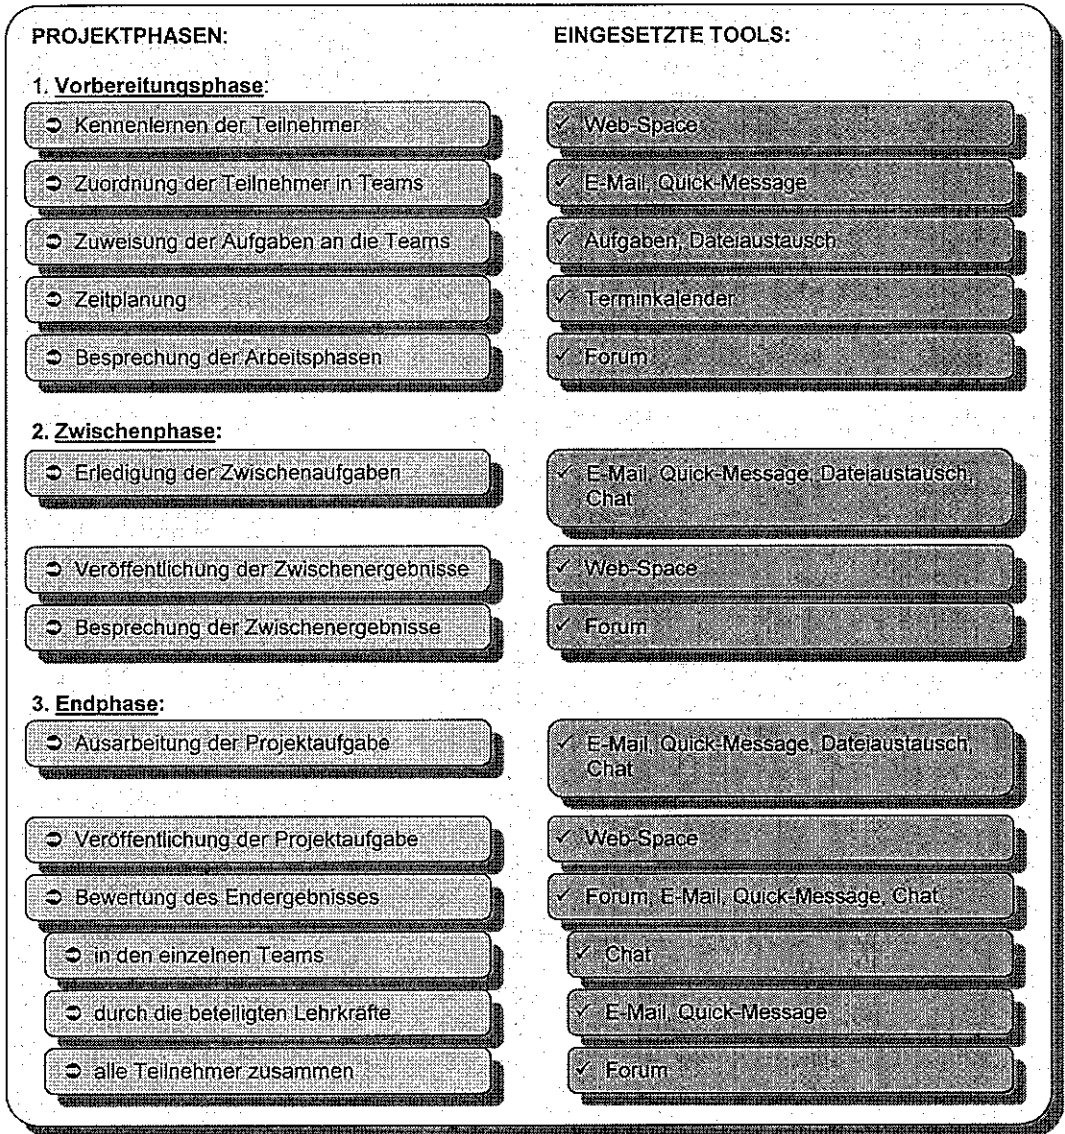 PROJEKTPHASEN: EINGESETZTE TOOLS:
1. Vorbereitungsphase:
➲ Kennenlernen der Teilnehmer ✓ Web-Space
➲ Zuordnung der Teilnehmer in Teams ✓ E-Mail, Quick-Message
➲ Zuweisung der Aufgaben an die Teams ✓ Aufgaben, Dateiaustausch
➲ Zeitplanung ✓ Terminkalender
➲ Besprechung der Arbeitsphasen ✓ Forum
2. Zwischenphase:
➲ Erledigung der Zwischenaufgaben ✓ E-Mail, Quick-Message, Dateiaustausch,
Chat
➲ Veröffentlichung der Zwischenergebnisse ✓ Web-Space
➲ Besprechung der Zwischenergebnisse ✓ Forum
3. Endphase:
➲ Ausarbeitung der Projektaufgabe ✓ E-Mail, Quick-Message, Dateiaustausch,
Chat
➲ Veröffentlichung der Projektaufgabe ✓ Web-Space
➲ Bewertung des Endergebnisses ✓ Forum, E-Mail, Quick-Message, Chat
➲ in den einzelnen Teams ✓ Chat
➲ durch die beteiligten Lehrkräfte ✓ E-Mail, Quick-Message
➲ alle Teilnehmer zusammen ✓ Forum